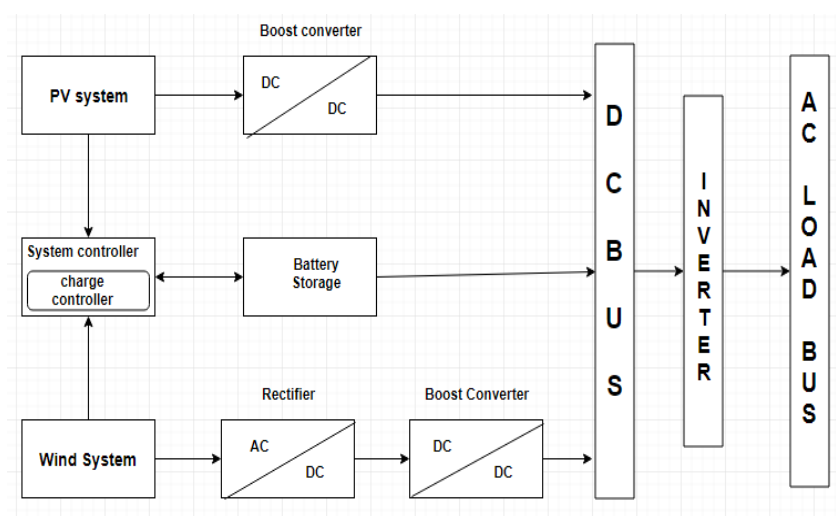 Boost converter
PV system
DC
DC
System controller
charge
controller
Battery
Storage
Rectifier
Boost Converter
Wind System
AC
DC
DC
DC
D
C
B
U
S
I
N
V
E
R
T
E
R
A
C
L
O
A
D
B
U
S